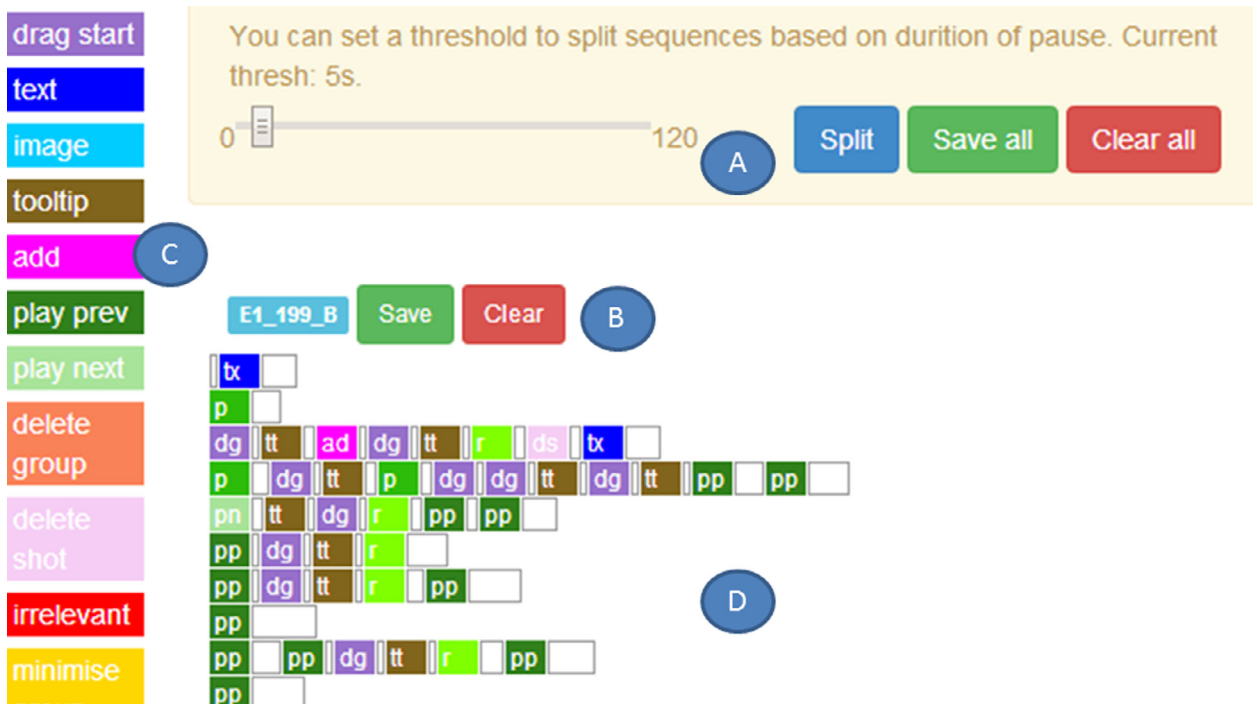 drag start
text
image
tooltip
add
play prev
play next
delete
group
delete
shot
irrelevant
minimise
You can set a threshold to split sequences based on durition of pause. Current
thresh: 5s.
0 120 A Split Save all Clear all
C
E1_199_B Save Clear B
tx
p
dg tt ad dg tt r ds tx
p dg tt p dg dg tt dg tt pp pp
pn tt dg r pp pp
pp dg tt r
pp dg tt r pp
D
pp
pp pp dg tt r pp
pp